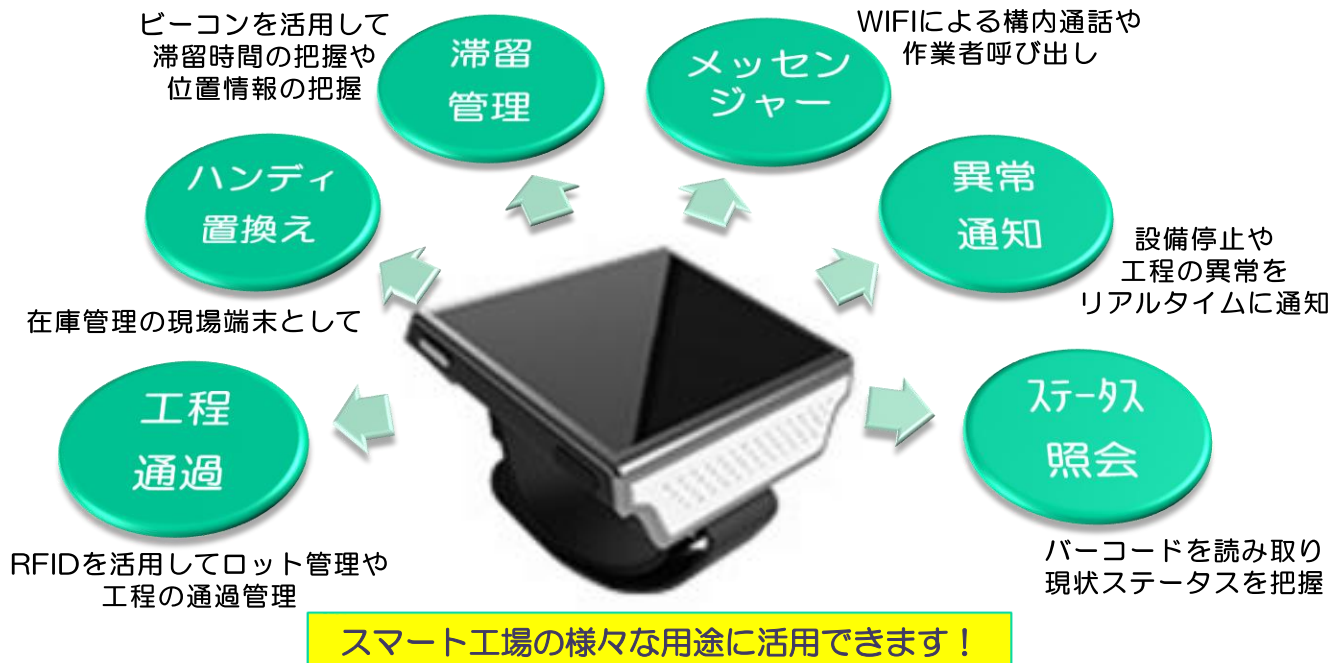 ビーコンを活用して
滞留時間の把握や
位置情報の把握
滞留
管理
メッセン
ジャー
WIFIによる構内通話や
作業者呼び出し
ハンディ
置換え
在庫管理の現場端末として
異常
通知
設備停止や
工程の異常を
リアルタイムに通知
工程
通過
RFIDを活用してロット管理や
工程の通過管理
ｽﾃｰﾀｽ
照会
バーコードを読み取り
現状ステータスを把握
スマート工場の様々な用途に活用できます！